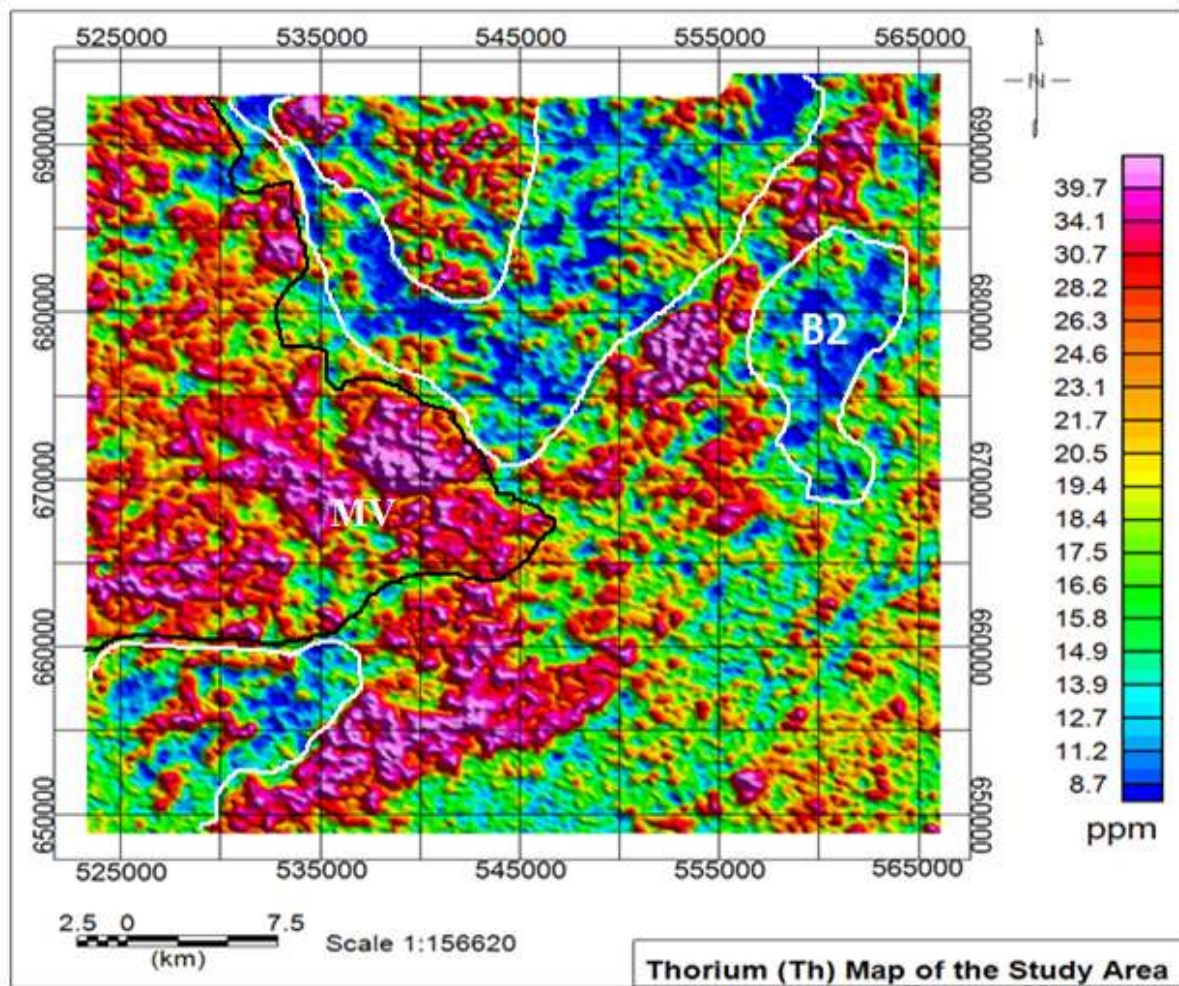 525000 535000 545000 555000 565000
N
690000 690000
680000 680000
670000 670000
660000 660000
650000 650000
B2
MV
39.7
34.1
30.7
28.2
26.3
24.6
23.1
21.7
20.5
19.4
18.4
17.5
16.6
15.8
14.9
13.9
12.7
11.2
8.7
ppm
525000 535000 545000 555000 565000
2.5 0 7.5
(km)
Scale 1:156620
Thorium (Th) Map of the Study Area